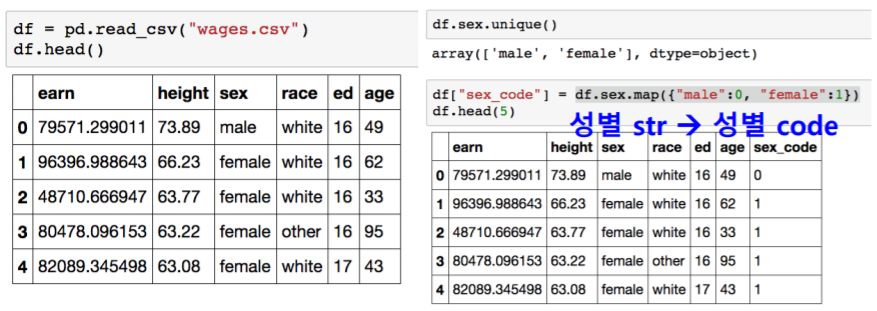 df = pd.read_csv("wages.csv")
df.head()
earn height sex race ed age
0 79571.299011 73.89 male white 16 49
1 96396.988643 66.23 female white 16 62
2 48710.666947 63.77 female white 16 33
3 80478.096153 63.22 female other 16 95
4 82089.345498 63.08 female white 17 43
df.sex.unique()
array(['male', 'female'], dtype=object)
df["sex_code"] = df.sex.map({"male":0, "female":1})
df.head(5)
성별 str → 성별 code
earn height sex race ed age sex_code
0 79571.299011 73.89 male white 16 49 0
1 96396.988643 66.23 female white 16 62 1
2 48710.666947 63.77 female white 16 33 1
3 80478.096153 63.22 female other 16 95 1
4 82089.345498 63.08 female white 17 43 1